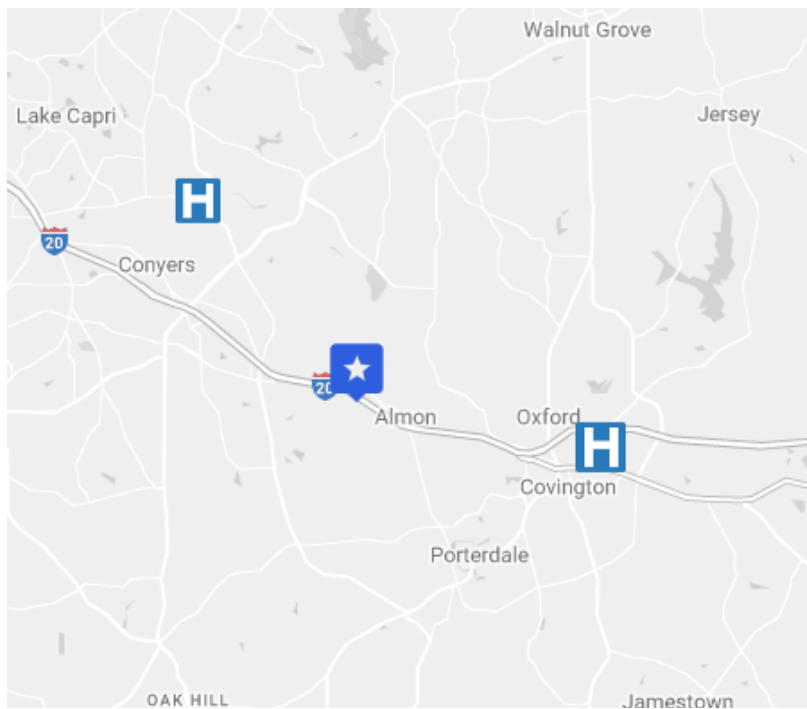 Walnut Grove
Lake Capri
Jersey
H
20
Conyers
20
Almon
Oxford
H
Covington
Porterdale
OAK HILL
Jamestown